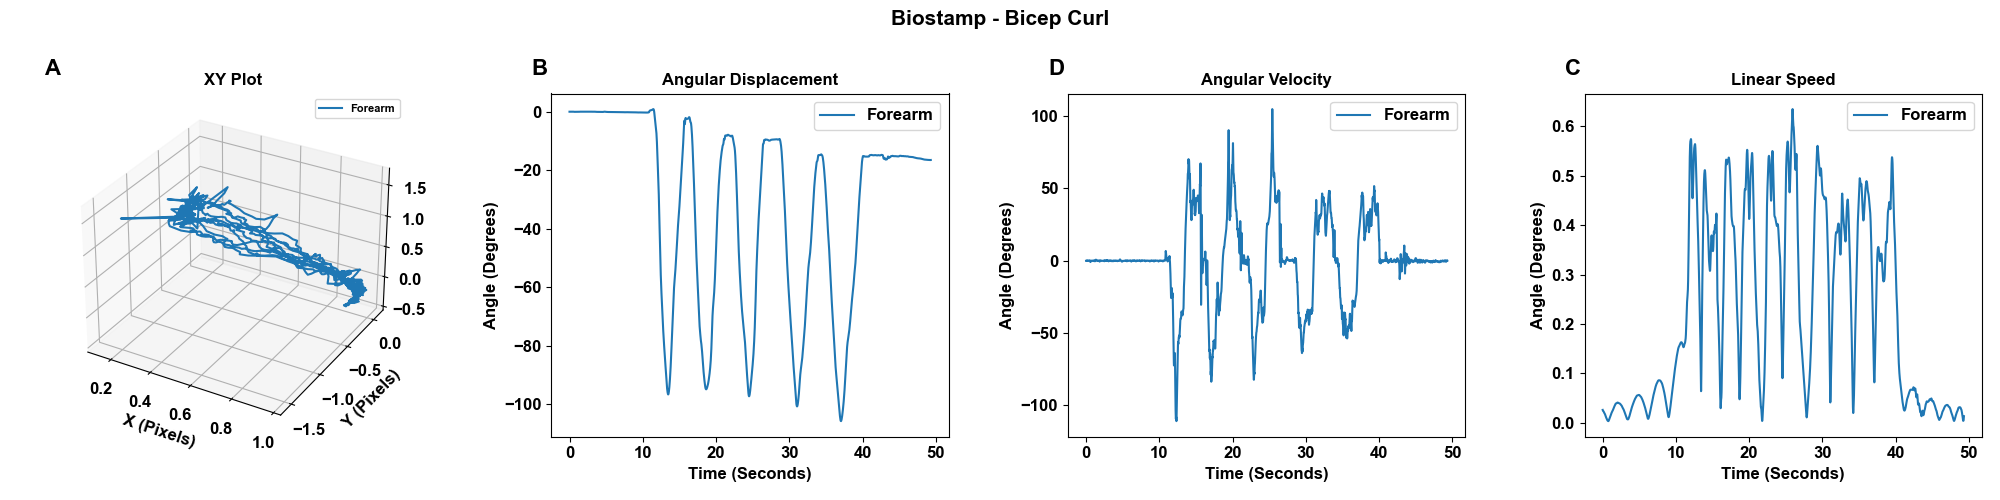 Biostamp - Bicep Curl
A
XY Plot
Forearm
1.5
1.0
0.5
0.0
−0.5
0.0
−0.5
−1.0
−1.5
Y (Pixels)
0.2
0.4
0.6
0.8
1.0
X (Pixels)
B
Angular Displacement
Forearm
0
−20
−40
−60
−80
−100
Angle (Degrees)
0 10 20 30 40 50
Time (Seconds)
D
Angular Velocity
Forearm
100
50
0
−50
−100
Angle (Degrees)
0 10 20 30 40 50
Time (Seconds)
C
Linear Speed
Forearm
0.6
0.5
0.4
0.3
0.2
0.1
0.0
Angle (Degrees)
0 10 20 30 40 50
Time (Seconds)